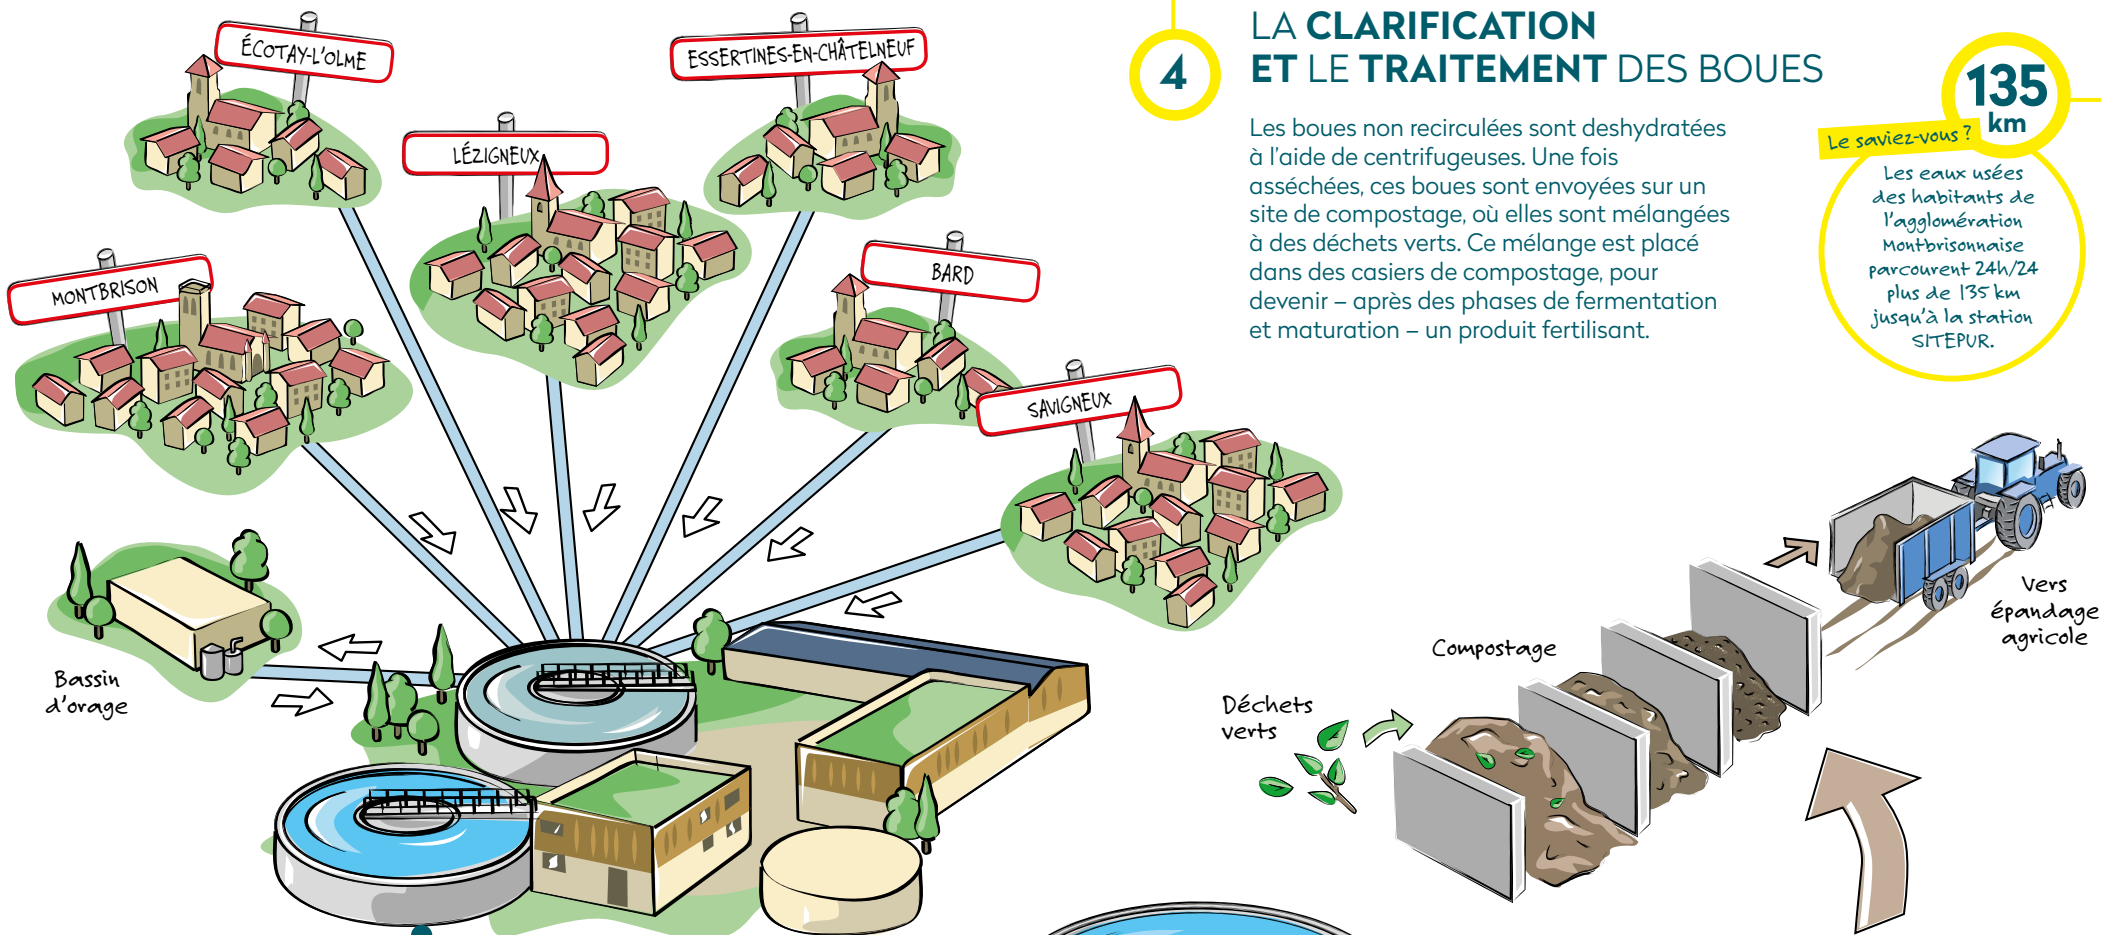 ÉCOTAY-L'OLME
ESSERTINES-EN-CHÂTELNEUF
LÉZIGNEUX
MONTBRISON
BARD
SAVIGNEUX
Bassin
d'orage
4
LA CLARIFICATION
ET LE TRAITEMENT DES BOUES
Les boues non recirculées sont deshydratées
à l'aide de centrifugeuses. Une fois
asséchées, ces boues sont envoyées sur un
site de compostage, où elles sont mélangées
à des déchets verts. Ce mélange est placé
dans des casiers de compostage, pour
devenir – après des phases de fermentation
et maturation – un produit fertilisant.
135
km
Le saviez-vous ?
Les eaux usées
des habitants de
l'agglomération
Montbrisonnaise
parcourent 24h/24
plus de 135 km
jusqu'à la station
SITEPUR.
Déchets
verts
Compostage
Vers
épandage
agricole